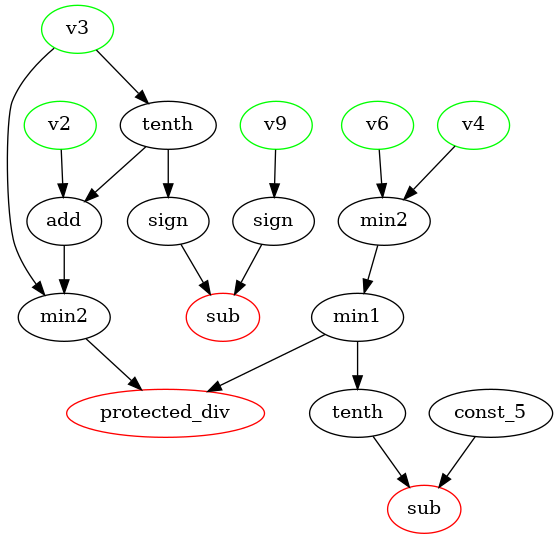 v3
v2
tenth
v9
v6
v4
add
sign
sign
min2
min2
sub
min1
protected_div
tenth
const_5
sub